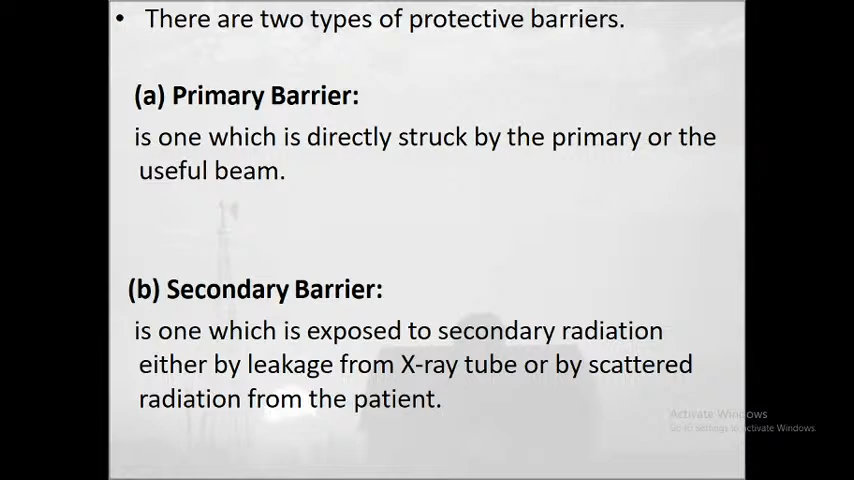 • There are two types of protective barriers.
(a) Primary Barrier:
is one which is directly struck by the primary or the
useful beam.
(b) Secondary Barrier:
is one which is exposed to secondary radiation
either by leakage from X-ray tube or by scattered
radiation from the patient.
Activate Windows
Go to Settings to activate Windows.